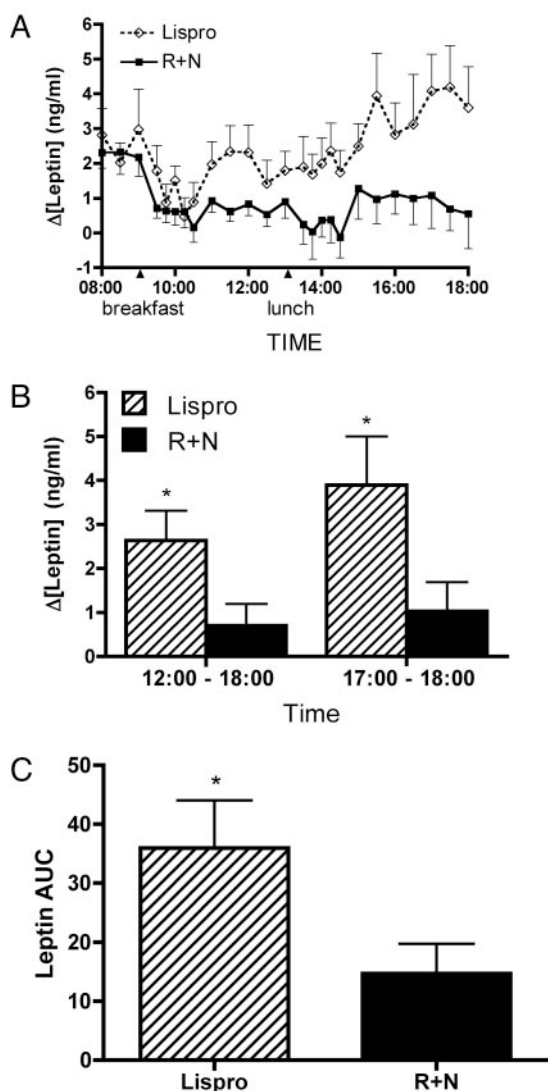 A
Δ[Leptin] (ng/ml)
6
5
4
3
2
1
0
-1
Lispro
R+N
08:00 10:00 12:00 14:00 16:00 18:00
breakfast lunch
TIME
B
Δ[Leptin] (ng/ml)
6
5
4
3
2
1
0
Lispro
R+N
*
*
12:00 - 18:00 17:00 - 18:00
Time
C
Leptin AUC
50
40
30
20
10
0
*
Lispro R+N